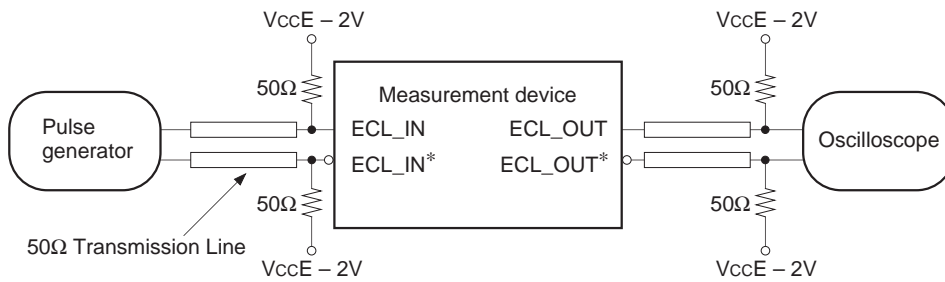 VCCE – 2V
VCCE – 2V
50Ω
50Ω
Measurement device
Pulse
generator
ECL_IN
ECL_OUT
Oscilloscope
ECL_IN*
ECL_OUT*
50Ω
50Ω
50Ω Transmission Line
VCCE – 2V
VCCE – 2V